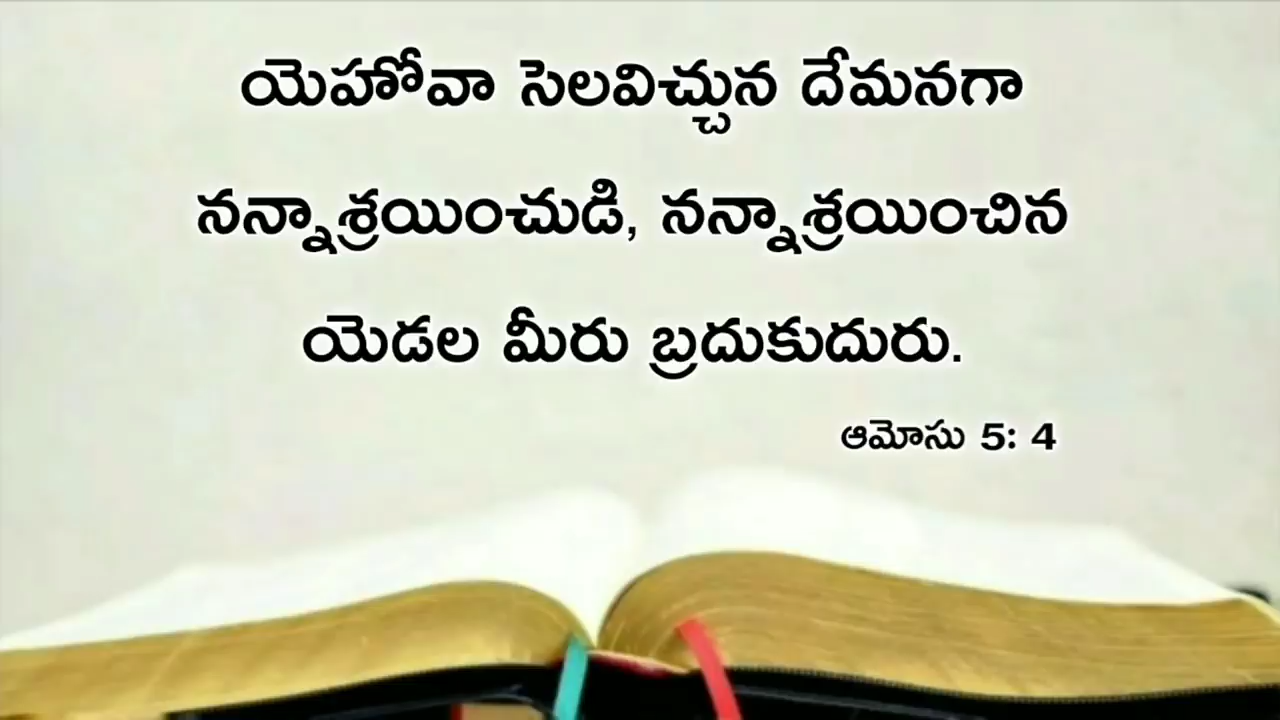 యెహోవా సెలవిచ్చున దేమనగా
నన్నాశ్రయించుడి, నన్నాశ్రయించిన
యెడల మీరు బ్రదుకుదురు.
ఆమోసు 5: 4